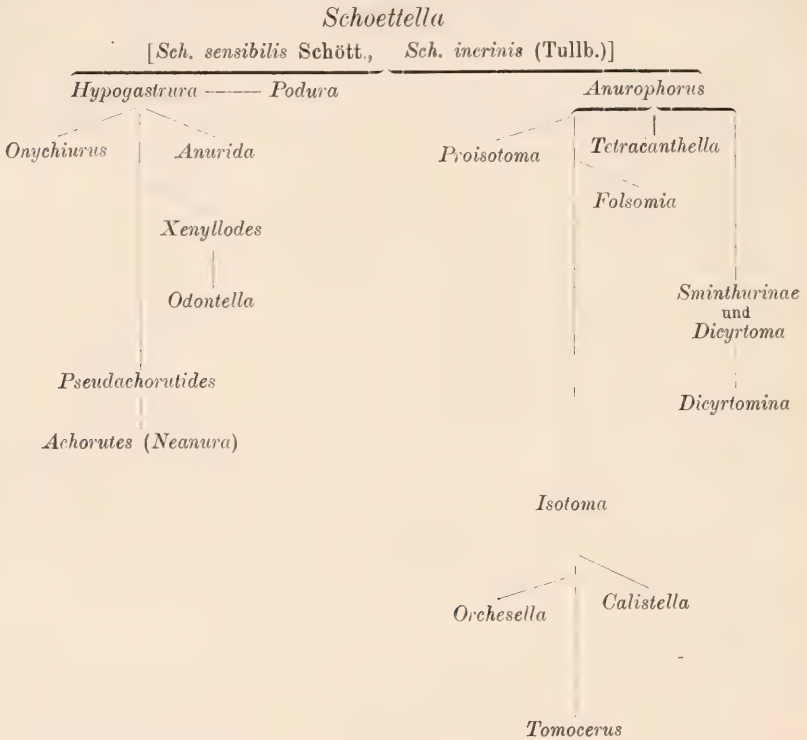 Schoettella
[Sch. sensibilis Schött., Sch. inerinis (Tullb.)]
Hypogastrura — Podura
Anurophorus
Onychiurus
Anurida
Proisotoma
Tetracanthella
Folsomia
Xenyllodes
Odontella
Sminthurinae
und
Dicyrtoma
Pseudachorutides
Dicyrtomina
Achorutes (Neanura)
Isotoma
Orchesella
Calistella
Tomocerus